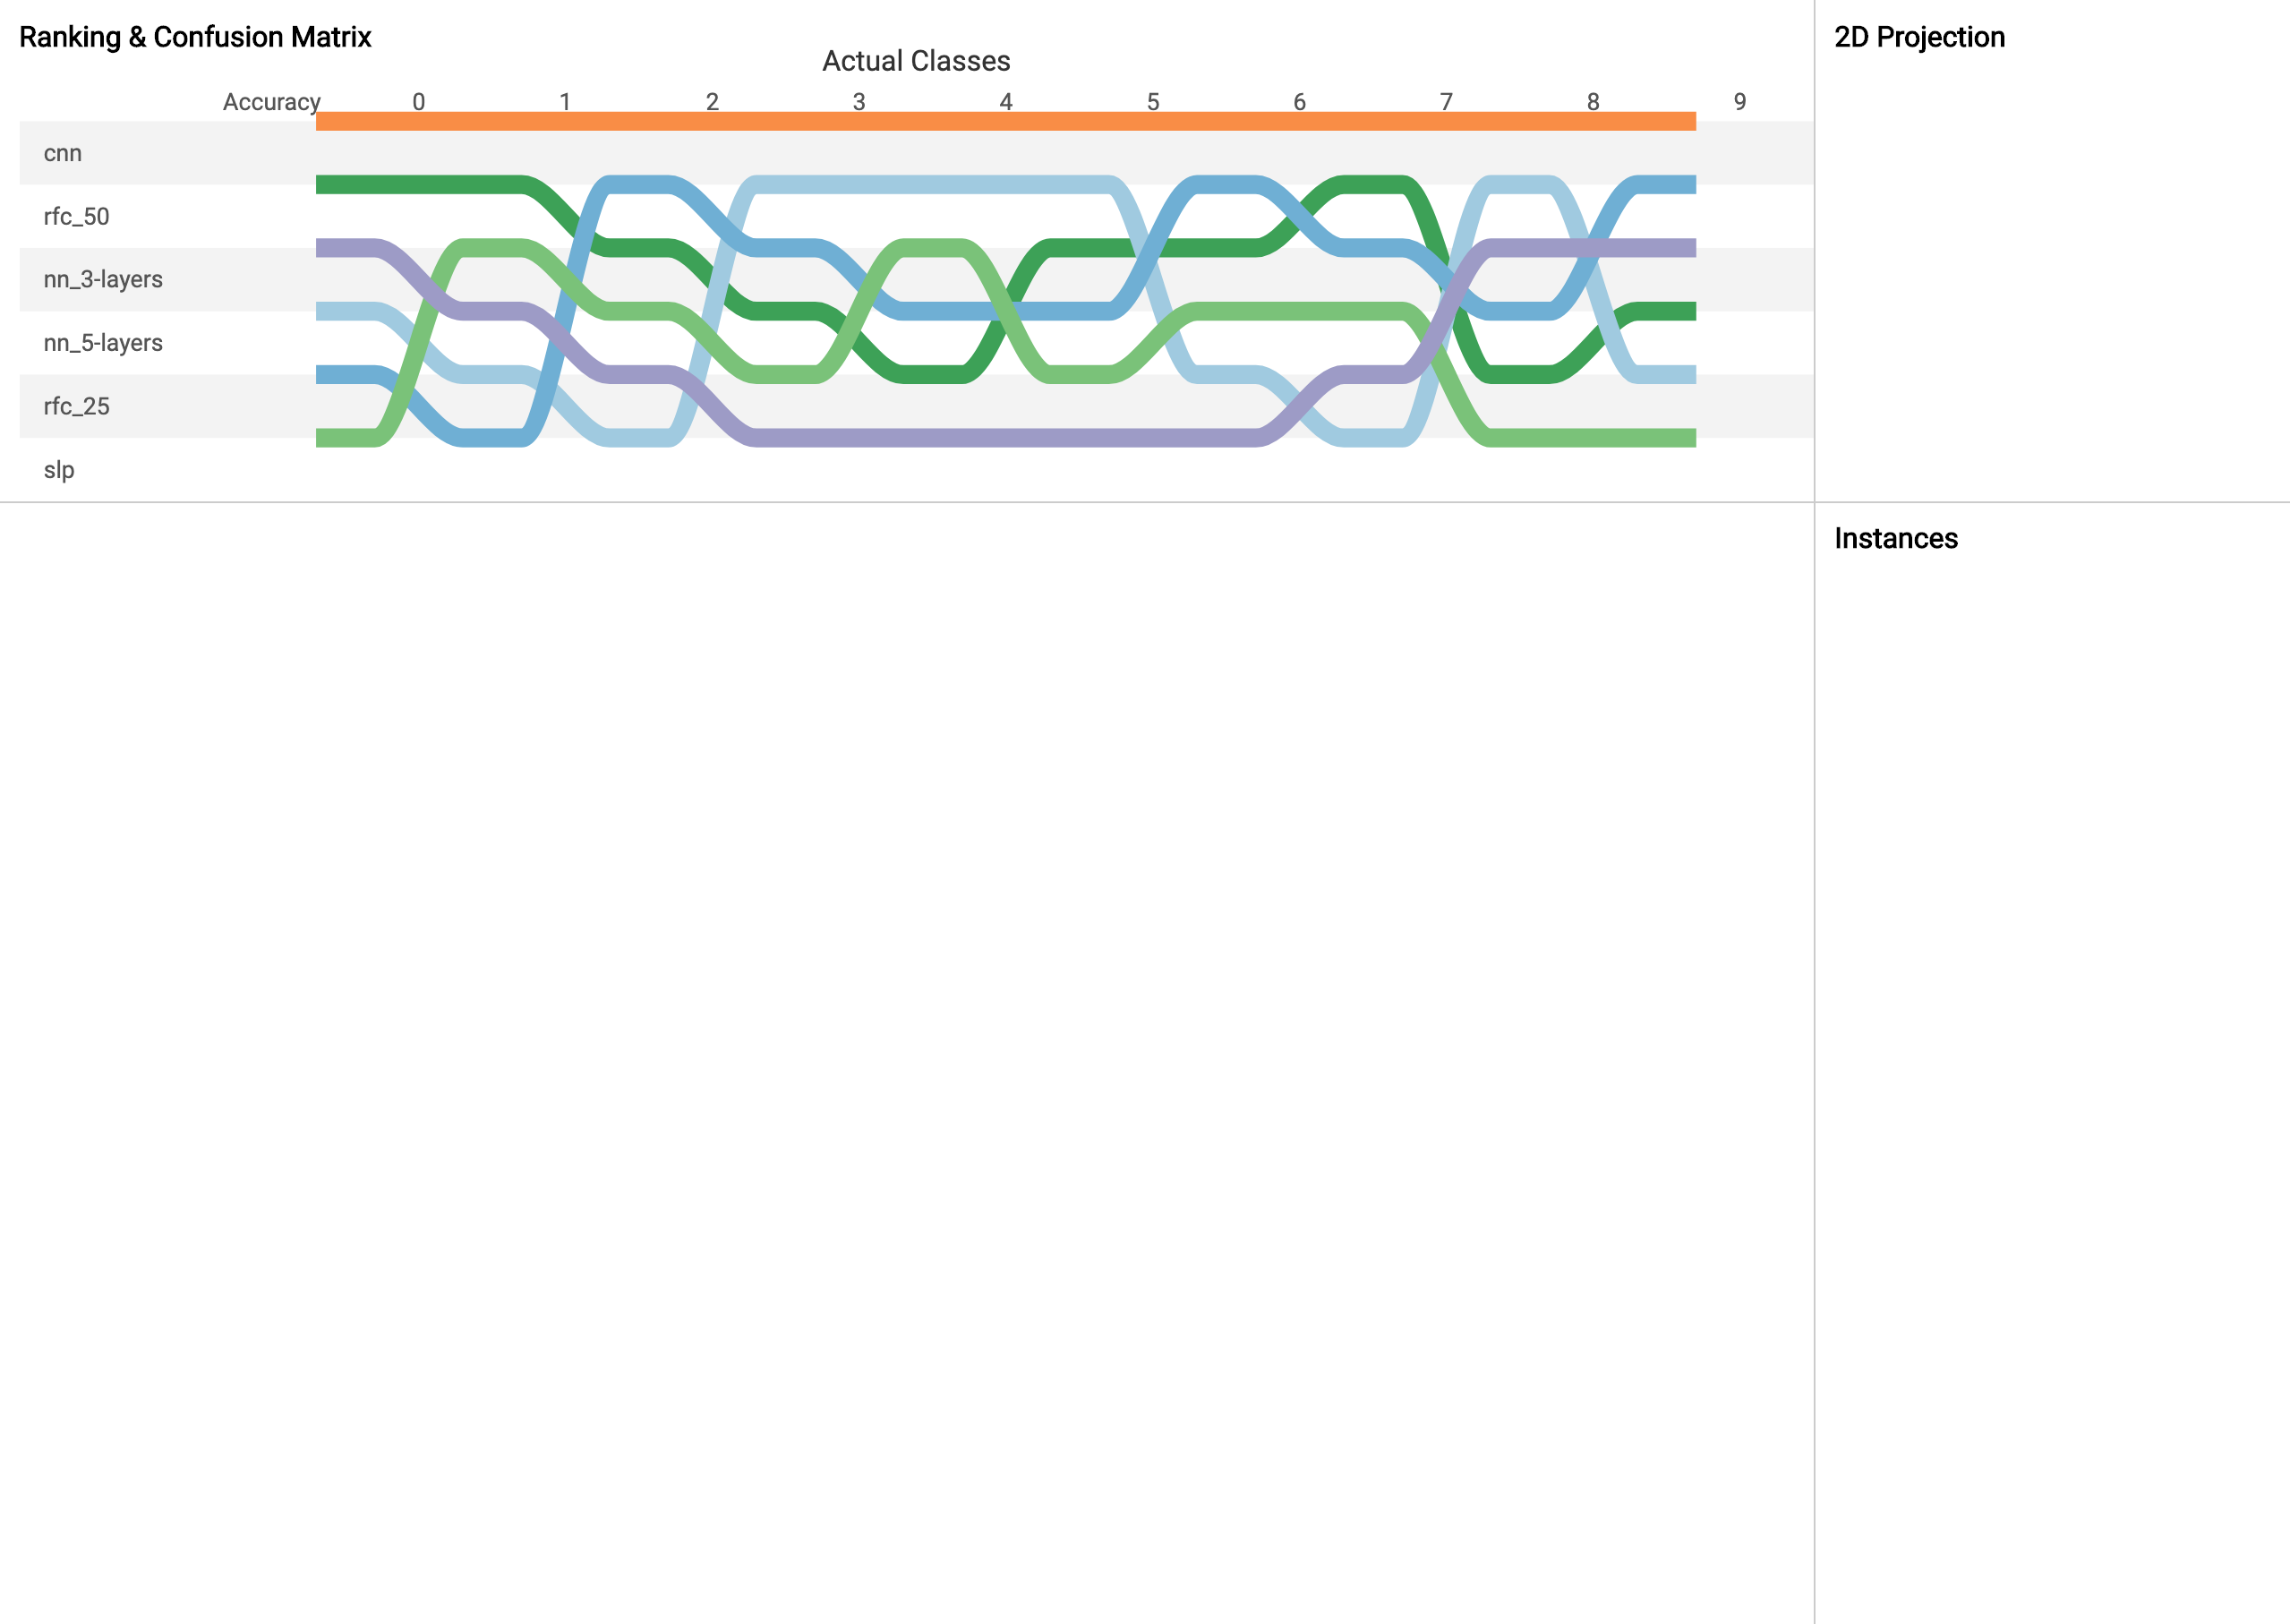 Ranking & Confusion Matrix
2D Projection
Actual Classes
Accuracy 0 1 2 3 4 5 6 7 8 9
cnn
rfc_50
nn_3-layers
nn_5-layers
rfc_25
slp
Instances